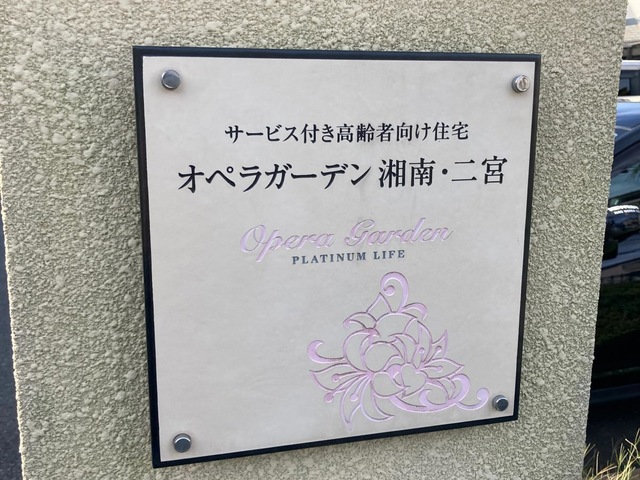 サービス付き高齢者向け住宅
オペラガーデン 湘南・二宮
Opera Garden
PLATINUM LIFE